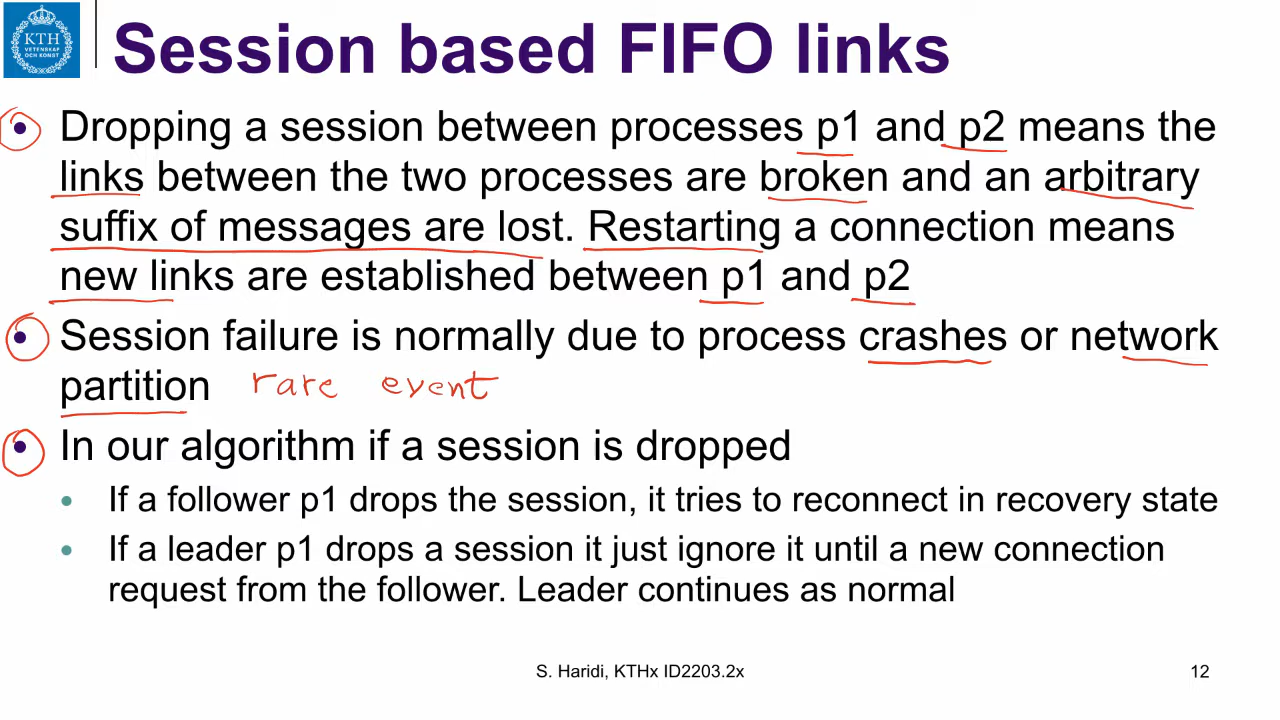 KTH
VETENSKAP
OCH KONST
Session based FIFO links
• Dropping a session between processes p1 and p2 means the
links between the two processes are broken and an arbitrary
suffix of messages are lost. Restarting a connection means
new links are established between p1 and p2
• Session failure is normally due to process crashes or network
partition rare event
• In our algorithm if a session is dropped
• If a follower p1 drops the session, it tries to reconnect in recovery state
• If a leader p1 drops a session it just ignore it until a new connection
request from the follower. Leader continues as normal
S. Haridi, KTHx ID2203.2x
12